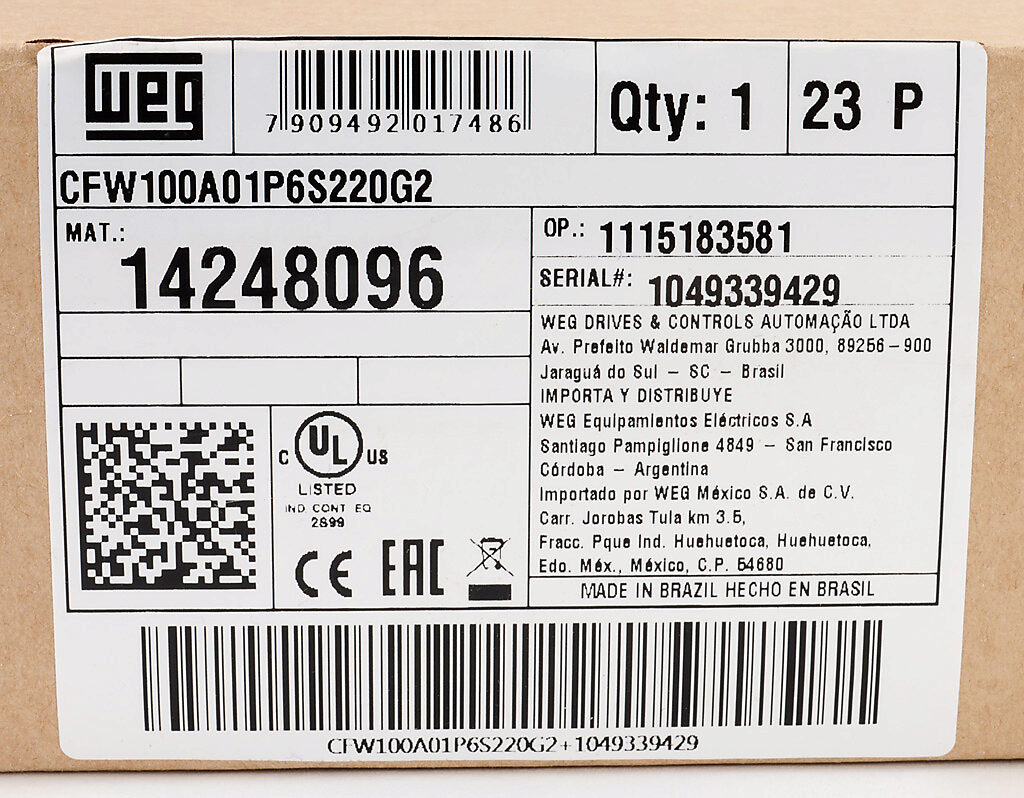 WEG
7 909492 017486
Qty: 1
23 P
CFW100A01P6S220G2
MAT.:
14248096
OP.: 1115183581
SERIAL#: 1049339429
WEG DRIVES & CONTROLS AUTOMAÇÃO LTDA
Av. Prefeito Waldemar Grubba 3000, 89256-900
Jaraguá do Sul - SC - Brasil
IMPORTA Y DISTRIBUYE
WEG Equipamientos Eléctricos S.A
Santiago Pampiglione 4849 - San Francisco
Córdoba - Argentina
Importado por WEG México S.A. de C.V.
Carr. Jorobas Tula km 3.5,
Fracc. Pque Ind. Huehuetoca, Huehuetoca,
Edo. Méx., México, C.P. 54680
MADE IN BRAZIL HECHO EN BRASIL
C UL US
LISTED
IND CONT EQ
2S99
CE EAC
CFW100A01P6S220G2+1049339429